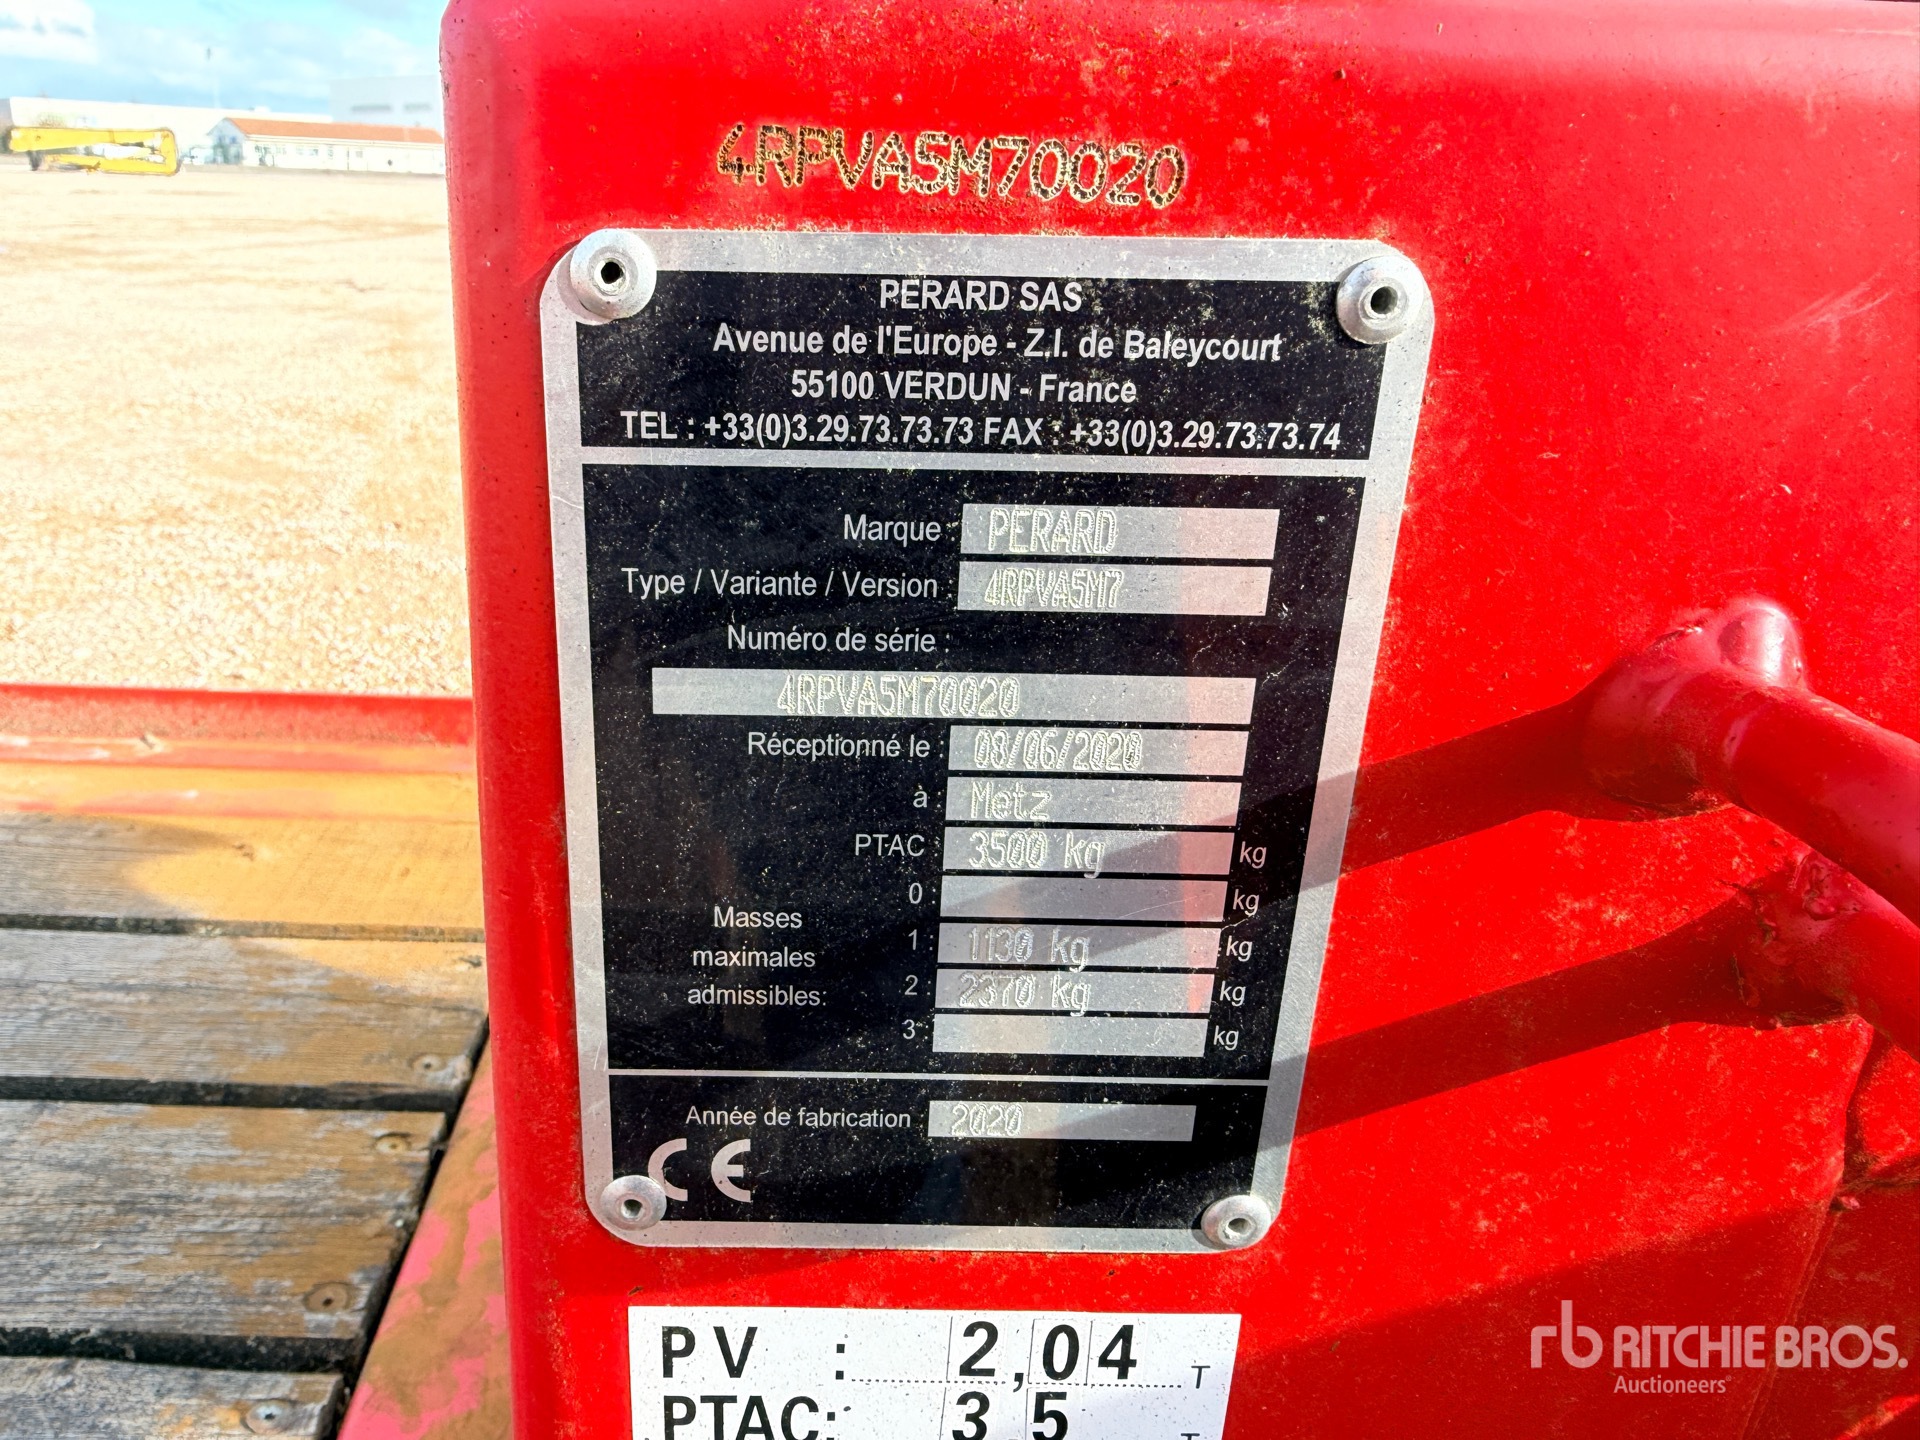 4RPVA5M70020
PERARD SAS
Avenue de l'Europe - Z.I. de Baleycourt
55100 VERDUN - France
TEL : +33(0)3.29.73.73.73 FAX : +33(0)3.29.73.73.74
Marque : PERARD
Type / Variante / Version : 4RPVA5M7
Numéro de série :
4RPVA5M70020
Réceptionné le : 08/06/2020
à : Metz
PTAC : 3500 kg kg
Masses maximales admissibles:
0 : kg
1 : 1130 kg kg
2 : 2370 kg kg
3 : kg
Année de fabrication : 2020
CE
PV : 2,04 T
PTAC: 3,5 T
rb RITCHIE BROS.
Auctioneers